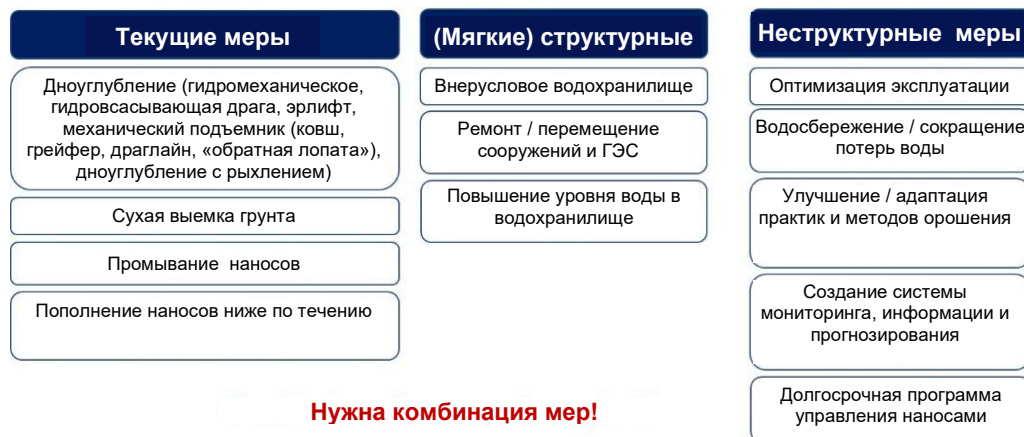 Текущие меры
Дноуглубление (гидромеханическое,
гидровсасывающая драга, эрлифт,
механический подъемник (ковш,
грейфер, драглайн, «обратная лопата»),
дноуглубление с рыхлением)
Сухая выемка грунта
Промывание наносов
Пополнение наносов ниже по течению
(Мягкие) структурные
Внерусловое водохранилище
Ремонт / перемещение
сооружений и ГЭС
Повышение уровня воды в
водохранилище
Неструктурные меры
Оптимизация эксплуатации
Водосбережение / сокращение
потерь воды
Улучшение / адаптация
практик и методов орошения
Создание системы
мониторинга, информации и
прогнозирования
Долгосрочная программа
управления наносами
Нужна комбинация мер!